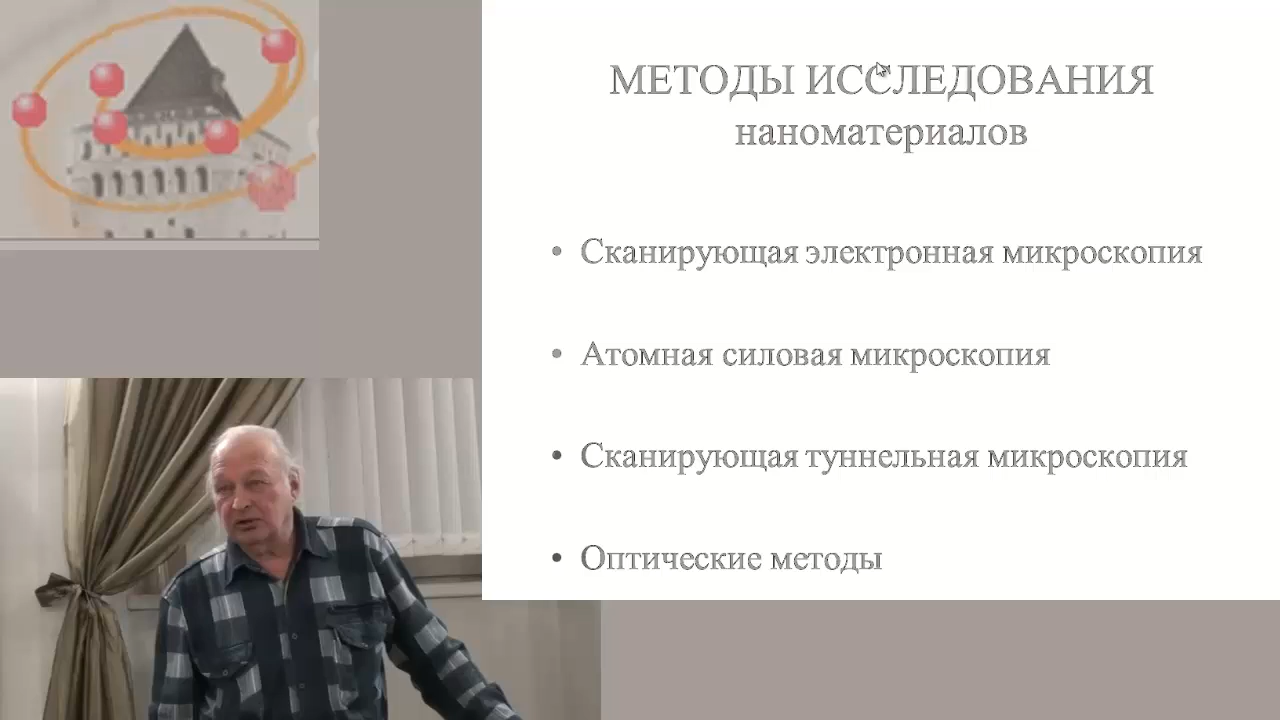 МЕТОДЫ ИССЛЕДОВАНИЯ
наноматериалов
• Сканирующая электронная микроскопия
• Атомная силовая микроскопия
• Сканирующая туннельная микроскопия
• Оптические методы